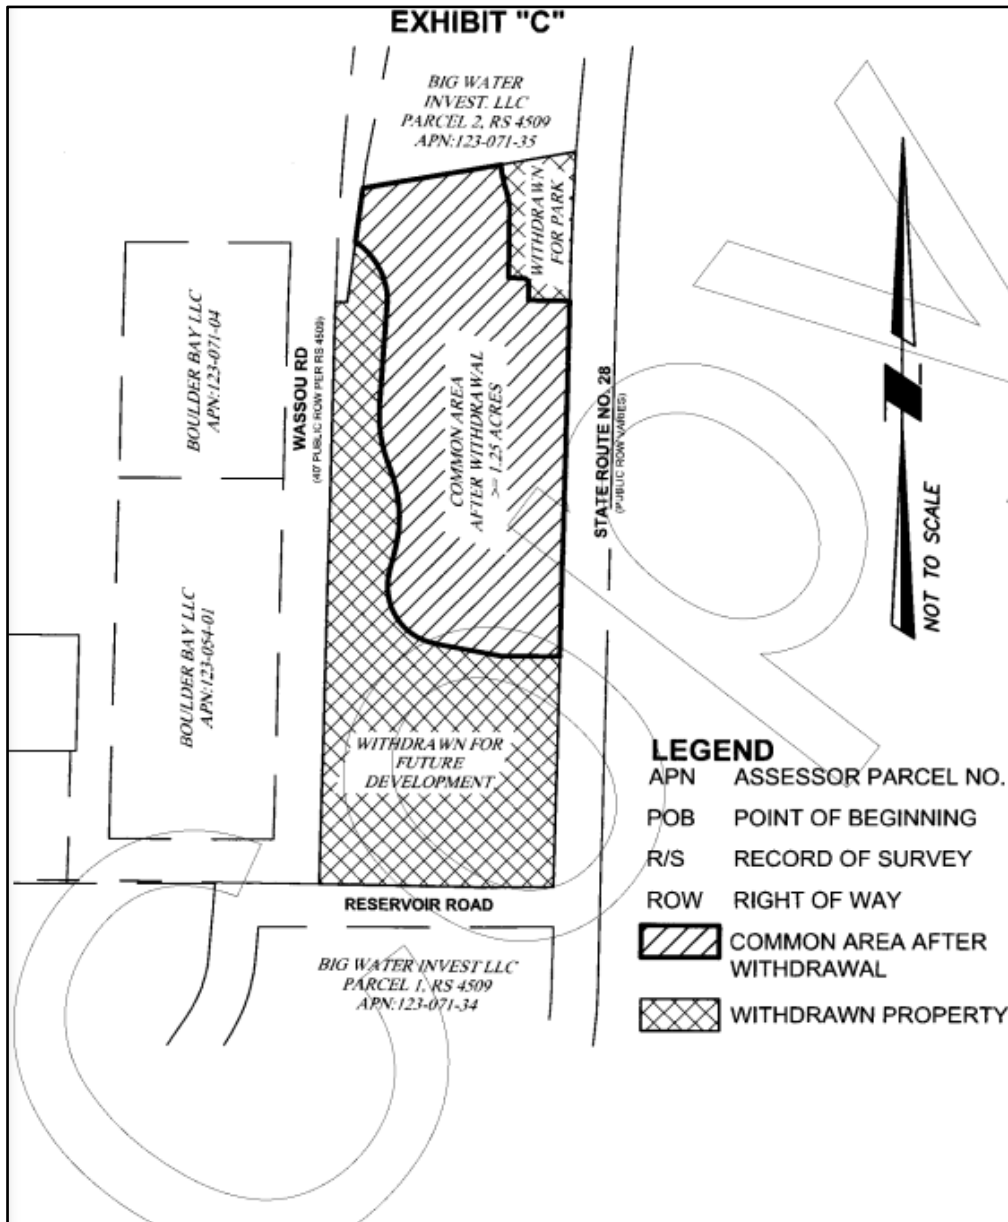 EXHIBIT "C"
BIG WATER
INVEST. LLC
PARCEL 2, RS 4509
APN:123-071-35
WITHDRAWN
FOR PARK
BOULDER BAY LLC
APN:123-071-04
WASSOU RD
(40' PUBLIC ROW PER RS 4509)
COMMON AREA
AFTER WITHDRAWAL
>= 1.25 ACRES
STATE ROUTE NO. 28
(PUBLIC ROW VARIES)
NOT TO SCALE
BOULDER BAY LLC
APN:123-054-01
WITHDRAWN FOR
FUTURE
DEVELOPMENT
RESERVOIR ROAD
BIG WATER INVEST LLC
PARCEL 1, RS 4509
APN:123-071-34
LEGEND
APN ASSESSOR PARCEL NO.
POB POINT OF BEGINNING
R/S RECORD OF SURVEY
ROW RIGHT OF WAY
COMMON AREA AFTER
WITHDRAWAL
WITHDRAWN PROPERTY
COPY